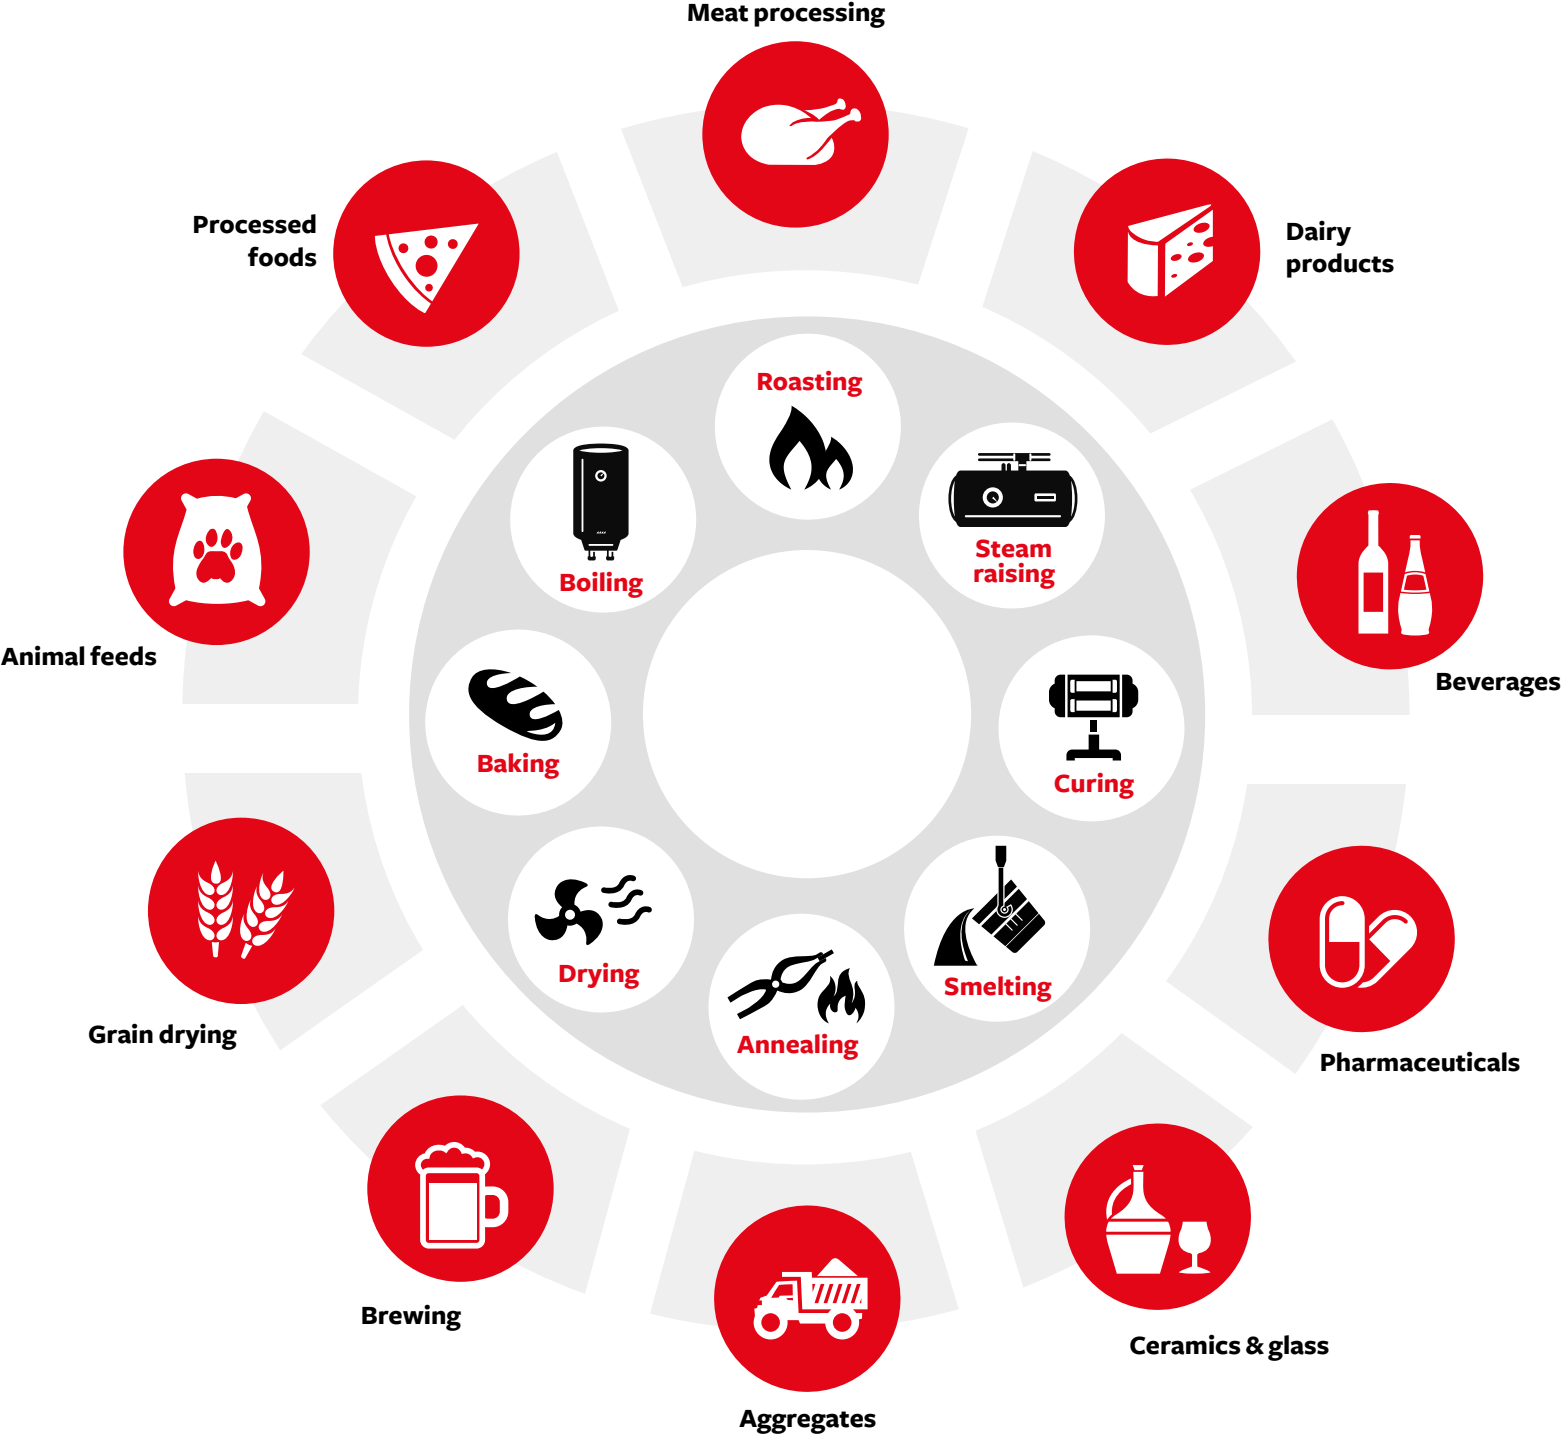 Meat processing
Processed
foods
Dairy
products
Roasting
Steam
raising
Boiling
Animal feeds
Beverages
Baking
Curing
Drying
Smelting
Grain drying
Annealing
Pharmaceuticals
Brewing
Ceramics & glass
Aggregates